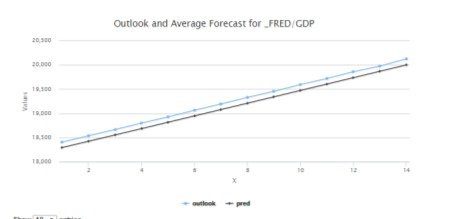 Outlook and Average Forecast for _FRED/GDP
20,500
20,000
19,500
19,000
18,500
18,000
Values
2 4 6 8 10 12 14
X
outlook pred
Show 10 entries